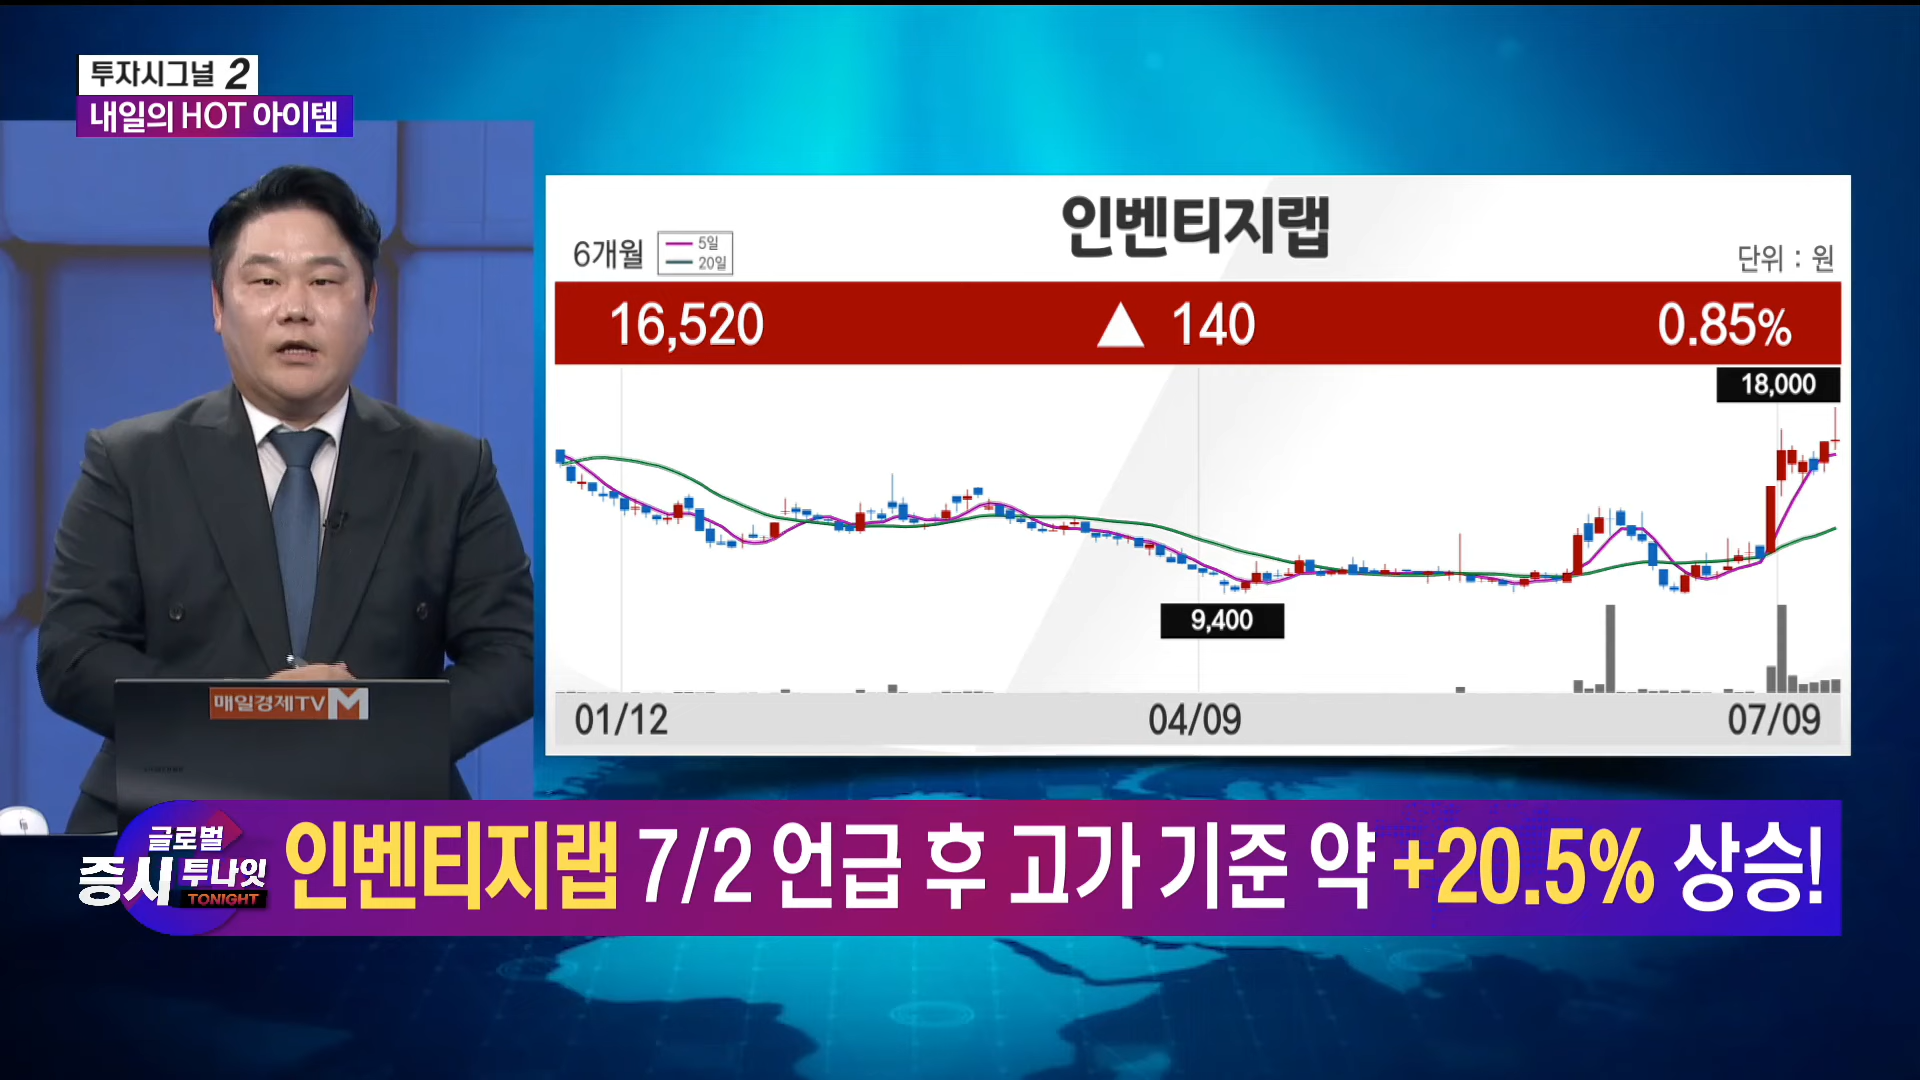 투자시그널 2
내일의 HOT 아이템
인벤티지랩
6개월
5일
20일
단위 : 원
16,520 ▲ 140 0.85%
18,000
9,400
01/12 04/09 07/09
매일경제TV M
글로벌
증시 투나잇
TONIGHT
인벤티지랩 7/2 언급 후 고가 기준 약 +20.5% 상승!